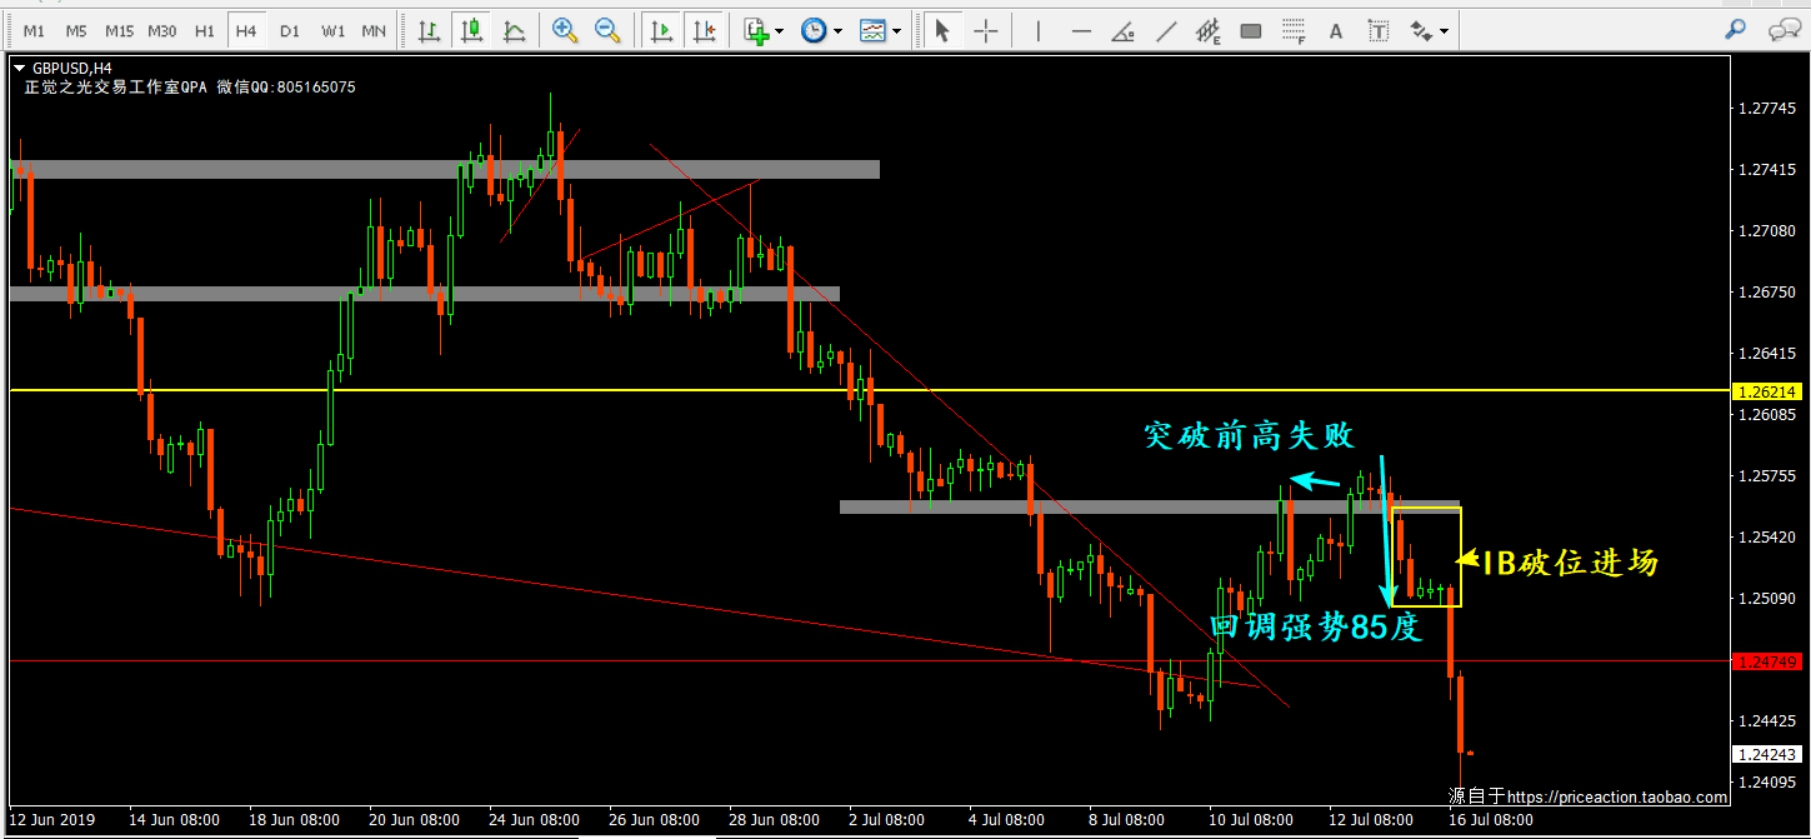 M1 M5 M15 M30 H1 H4 D1 W1 MN E F A T
GBPUSD,H4
正觉之光交易工作室QPA 微信QQ:805165075
1.27745
1.27415
1.27080
1.26750
1.26415
1.26214
1.26085
突破前高失败
1.25755
1.25420
IB破位进场
1.25090
回调强势85度
1.24749
1.24425
1.24243
1.24095
源自于https://priceaction.taobao.com
12 Jun 2019 14 Jun 08:00 18 Jun 08:00 20 Jun 08:00 24 Jun 08:00 26 Jun 08:00 28 Jun 08:00 2 Jul 08:00 4 Jul 08:00 8 Jul 08:00 10 Jul 08:00 12 Jul 08:00 16 Jul 08:00